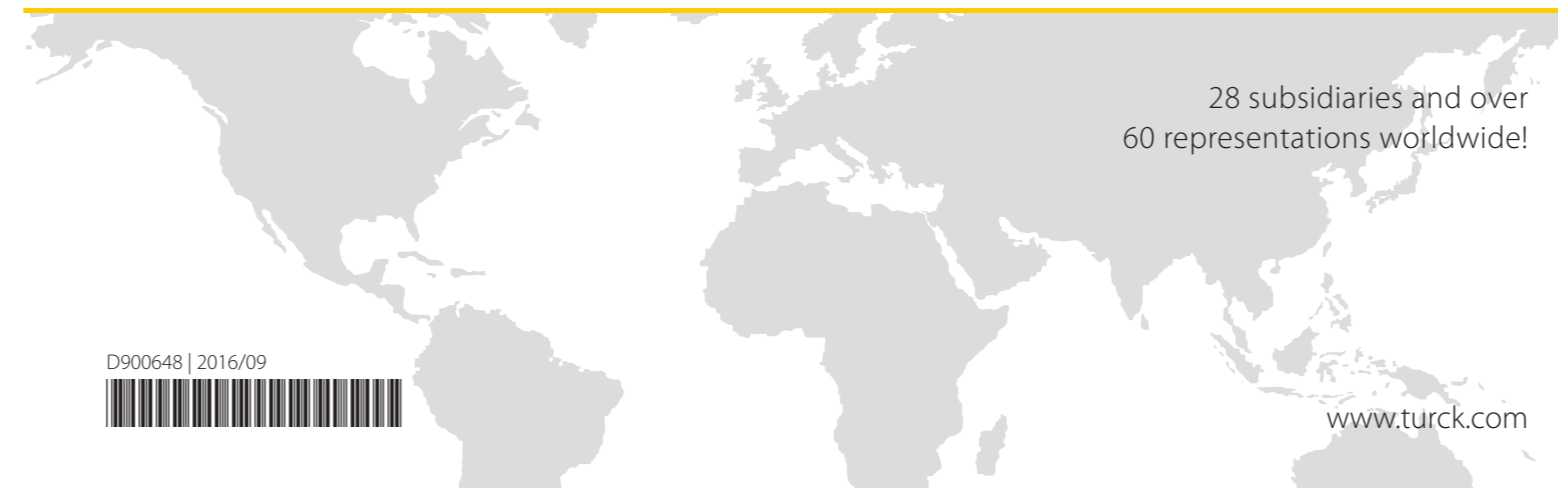 28 subsidiaries and over
60 representations worldwide!
D900648 | 2016/09
www.turck.com